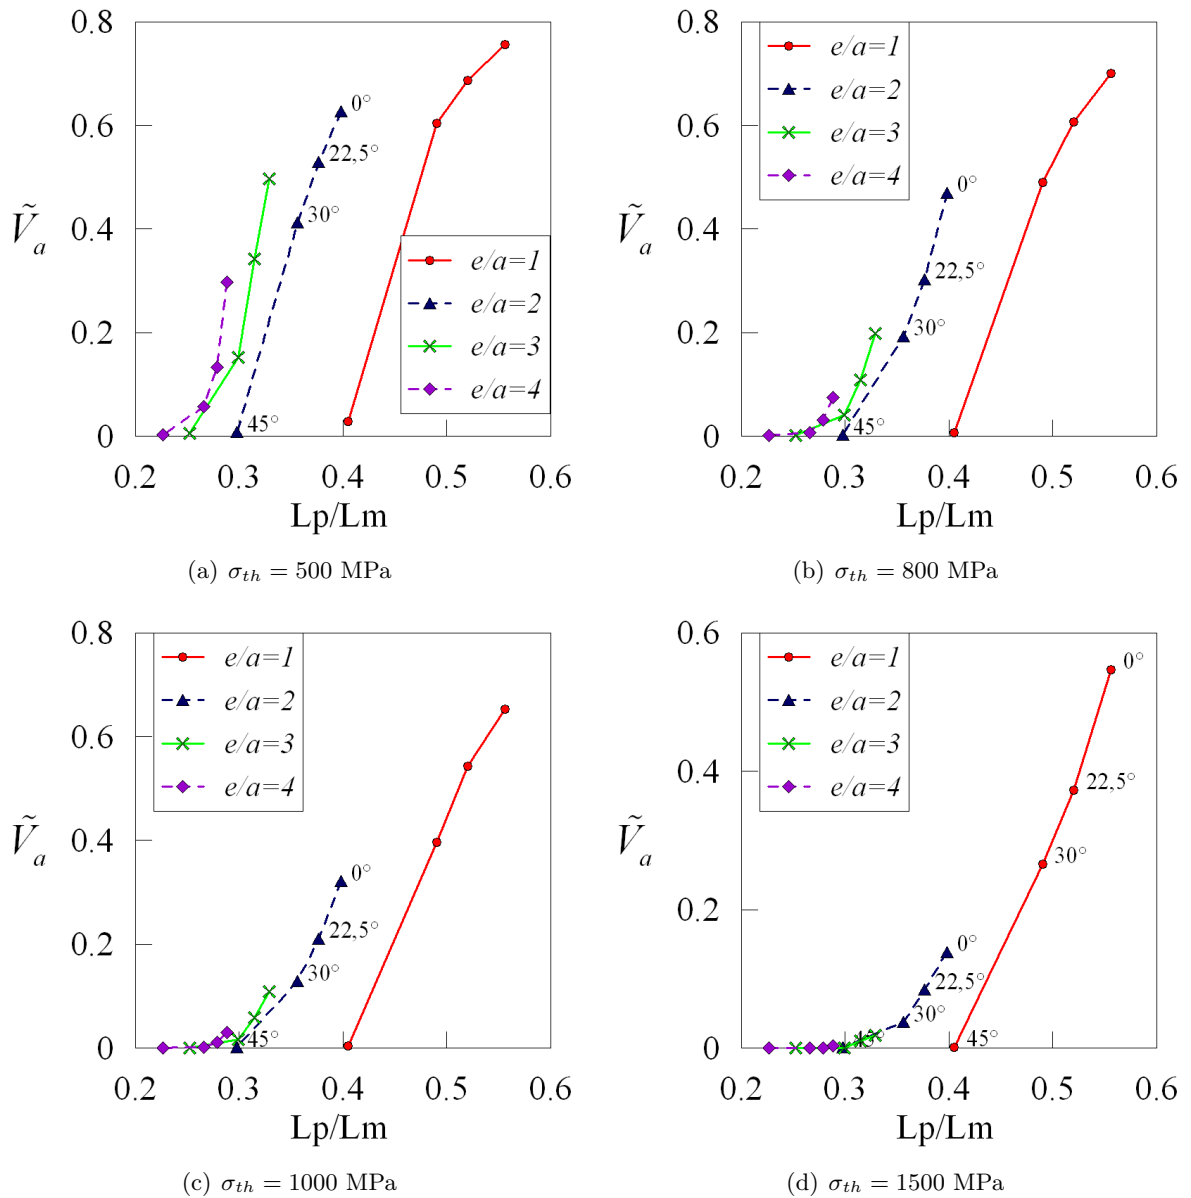 0.8
0.6
0.4
0.2
0
Ṽa
0°
22,5°
30°
45°
e/a=1
e/a=2
e/a=3
e/a=4
0.2 0.3 0.4 0.5 0.6
Lp/Lm
(a) σth = 500 MPa
0.8
0.6
0.4
0.2
0
Ṽa
e/a=1
e/a=2
e/a=3
e/a=4
0°
22,5°
30°
45°
0.2 0.3 0.4 0.5 0.6
Lp/Lm
(b) σth = 800 MPa
0.8
0.6
0.4
0.2
0
Ṽa
e/a=1
e/a=2
e/a=3
e/a=4
0°
22,5°
30°
45°
0.2 0.3 0.4 0.5 0.6
Lp/Lm
(c) σth = 1000 MPa
0.6
0.4
0.2
0
Ṽa
e/a=1
e/a=2
e/a=3
e/a=4
0°
22,5°
30°
0°
22,5°
30°
45°
45°
0.2 0.3 0.4 0.5 0.6
Lp/Lm
(d) σth = 1500 MPa